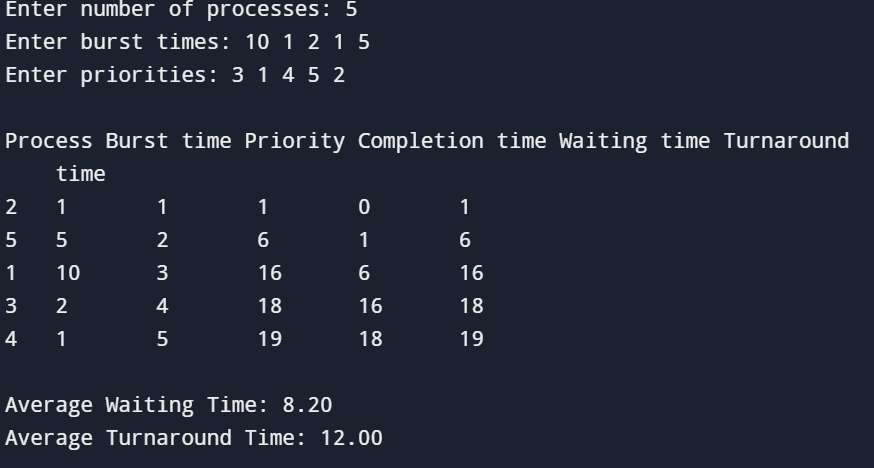 Enter number of processes: 5
Enter burst times: 10 1 2 1 5
Enter priorities: 3 1 4 5 2
Process Burst time Priority Completion time Waiting time Turnaround
time
2 1 1 1 0 1
5 5 2 6 1 6
1 10 3 16 6 16
3 2 4 18 16 18
4 1 5 19 18 19
Average Waiting Time: 8.20
Average Turnaround Time: 12.00